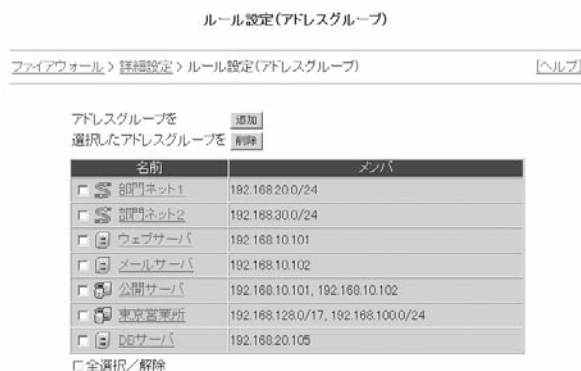 ルール設定(アドレスグループ)
ファイアウォール > 詳細設定 > ルール設定(アドレスグループ) [ヘルプ]
アドレスグループを 追加
選択したアドレスグループを 削除
名前 メンバ
部門ネット1 192.168.20.0/24
部門ネット2 192.168.30.0/24
ウェブサーバ 192.168.10.101
メールサーバ 192.168.10.102
公開サーバ 192.168.10.101, 192.168.10.102
東京営業所 192.168.128.0/17, 192.168.100.0/24
DBサーバ 192.168.20.105
全選択/解除